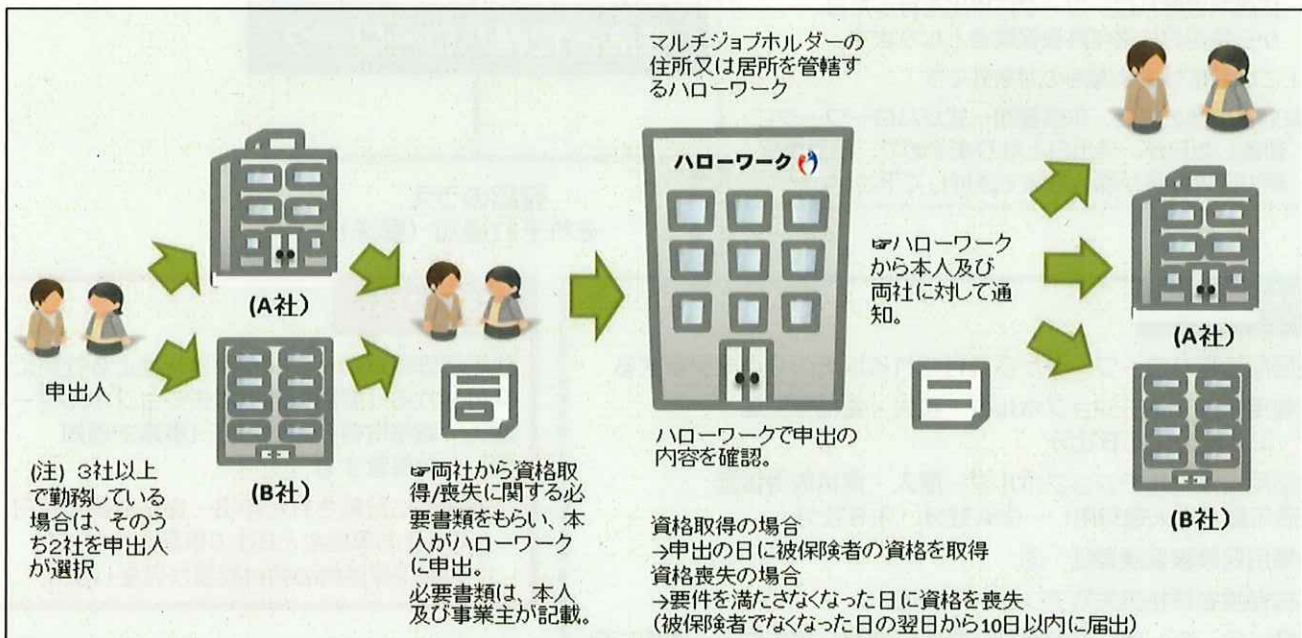 マルチジョブホルダーの
住所又は居所を管轄す
るハローワーク
ハローワーク
(A社)
(B社)
申出人
(注) 3社以上
で勤務している
場合は、そのう
ち2社を申出人
が選択
☞両社から資格取
得/喪失に関する必
要書類をもらい、本
人がハローワーク
に申出。
必要書類は、本人
及び事業主が記載。
ハローワークで申出の
内容を確認。
資格取得の場合
→申出の日に被保険者の資格を取得
資格喪失の場合
→要件を満たさなくなった日に資格を喪失
(被保険者でなくなった日の翌日から10日以内に届出)
☞ハローワーク
から本人及び
両社に対して通
知。
(A社)
(B社)